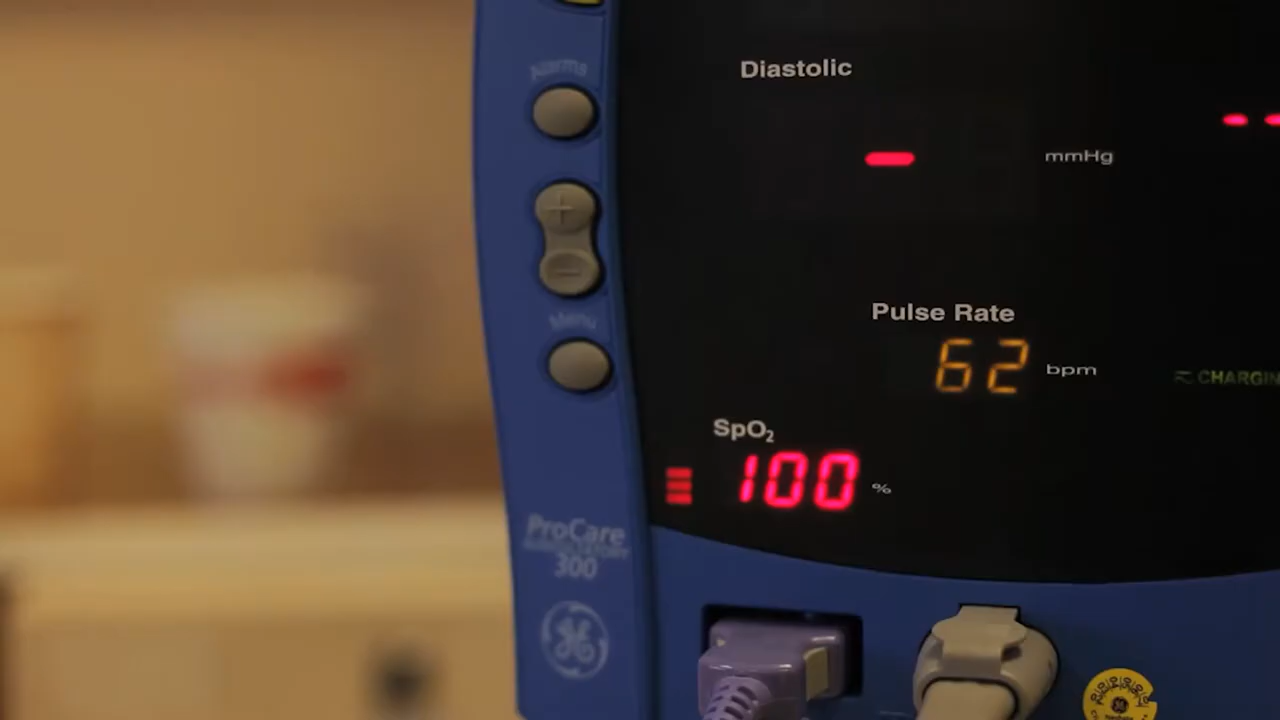 Alarms
Diastolic
- mmHg
--
+
-
Menu
Pulse Rate
62 bpm
CHARGIN
SpO₂
100 %
ProCare
300
GE